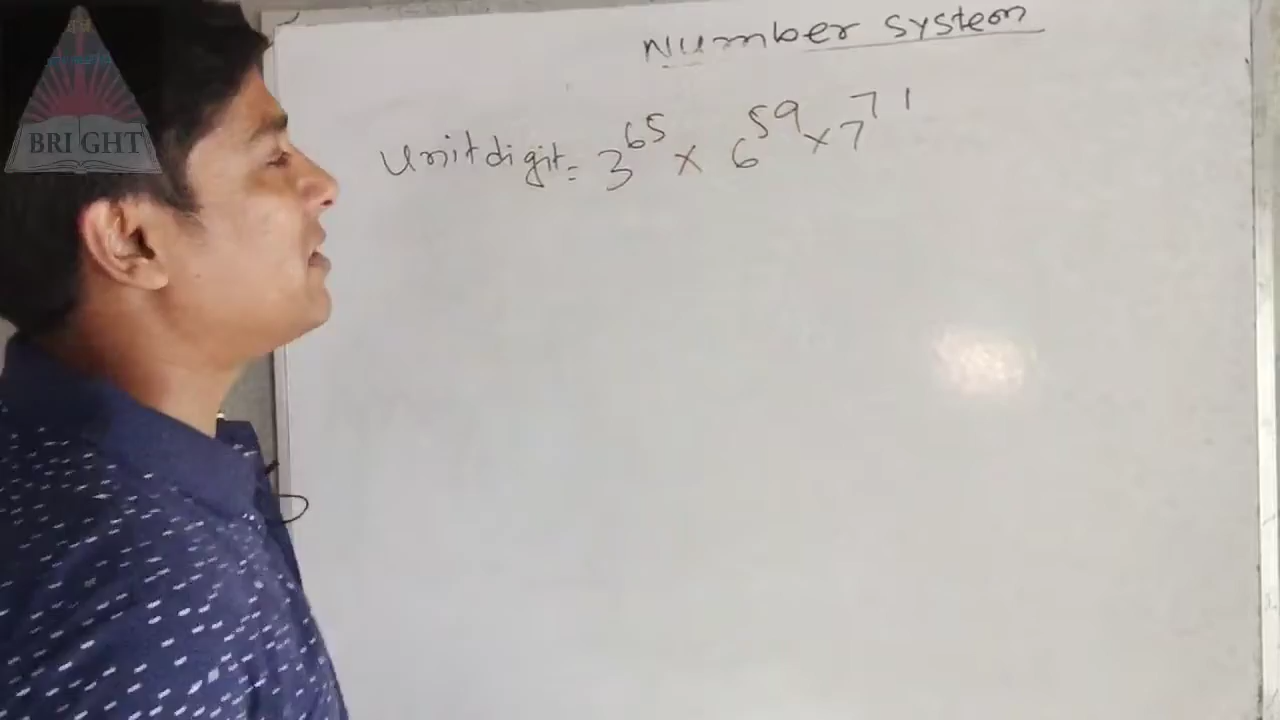 BRIGHT
Number system
Unit digit = 3^65 × 6^59 × 7^71